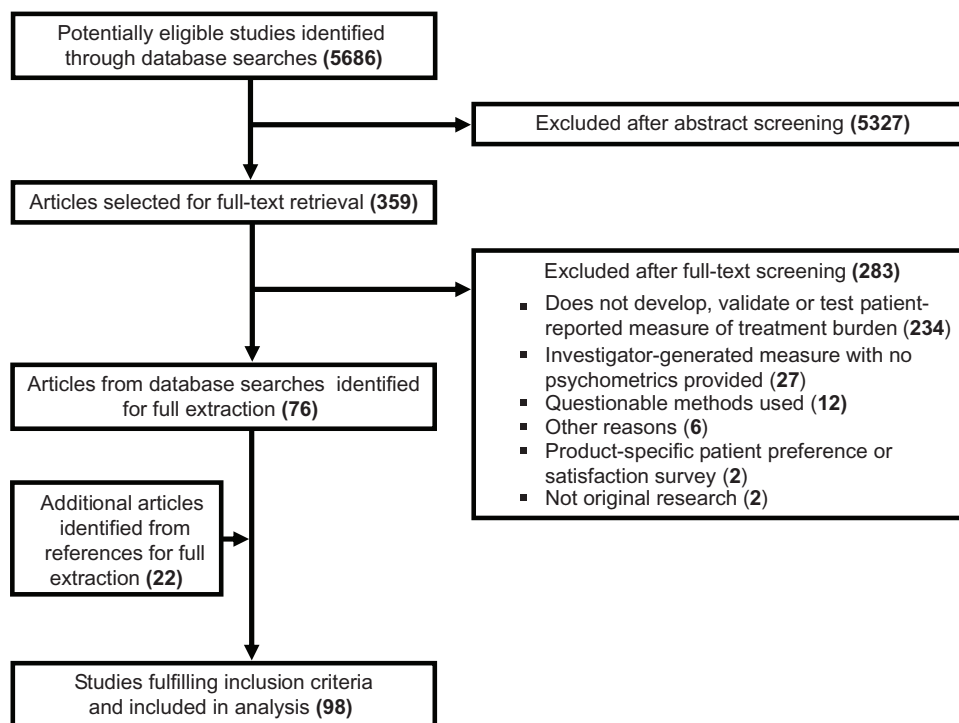 Potentially eligible studies identified
through database searches (5686)
Excluded after abstract screening (5327)
Articles selected for full-text retrieval (359)
Excluded after full-text screening (283)
▪ Does not develop, validate or test patient-
reported measure of treatment burden (234)
▪ Investigator-generated measure with no
psychometrics provided (27)
▪ Questionable methods used (12)
▪ Other reasons (6)
▪ Product-specific patient preference or
satisfaction survey (2)
▪ Not original research (2)
Articles from database searches identified
for full extraction (76)
Additional articles
identified from
references for full
extraction (22)
Studies fulfilling inclusion criteria
and included in analysis (98)